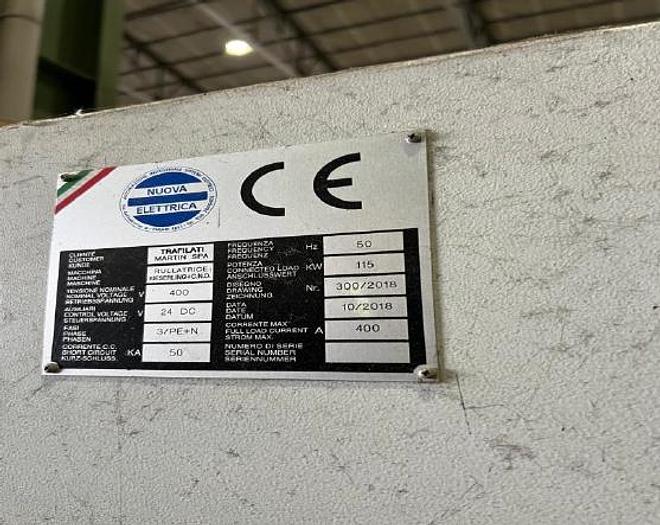 NUOVA
ELETTRICA
CE
CLIENTE
CUSTOMER
KUNDE
TRAFILATI
MARTIN SPA
MACCHINA
MACHINE
MASCHINE
RULLATRICE
KIESERLING+C.N.D.
TENSIONE NOMINALE
NOMINAL VOLTAGE V
BETRIEBSSPANNUNG
400
AUSILIARI
CONTROL VOLTAGE V
STEUERSPANNUNG
24 DC
FASI
PHASE
PHASEN
3/PE+N
CORRENTE C.C.
SHORT CIRCUIT KA
KURZ-SCHLUSS.
50
FREQUENZA
FREQUENCY Hz
FREQUENZ
50
POTENZA
CONNECTED LOAD KW
ANSCHLUSSWERT
115
DISEGNO
DRAWING Nr.
ZEICHNUNG
300/2018
DATA
DATE
DATUM
10/2018
CORRENTE MAX
FULL LOAD CURRENT A
STROM MAX.
400
NUMERO DI SERIE
SERIAL NUMBER
SERIENNUMMER